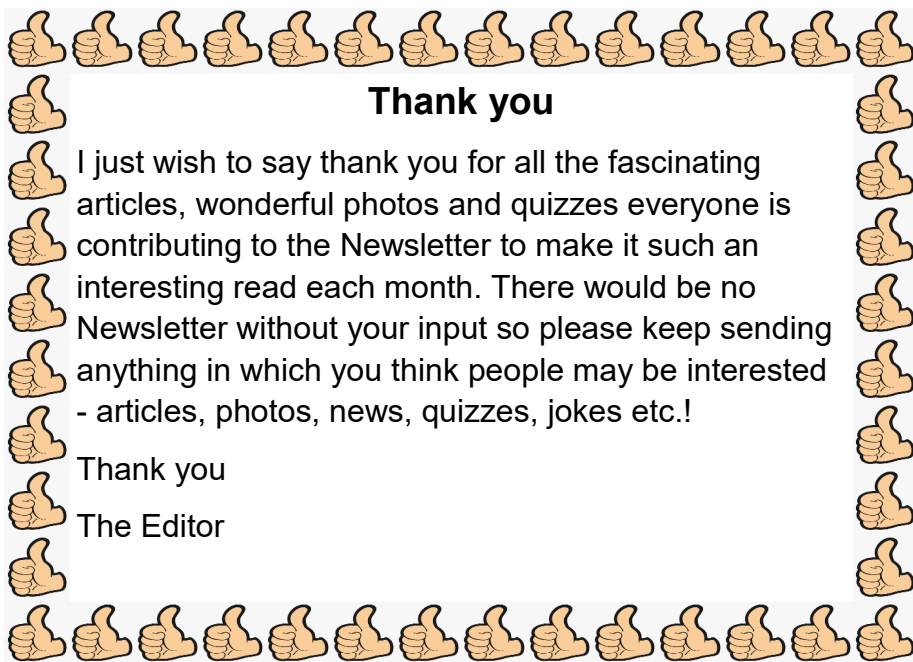 Thank you
I just wish to say thank you for all the fascinating
articles, wonderful photos and quizzes everyone is
contributing to the Newsletter to make it such an
interesting read each month. There would be no
Newsletter without your input so please keep sending
anything in which you think people may be interested
- articles, photos, news, quizzes, jokes etc.!
Thank you
The Editor